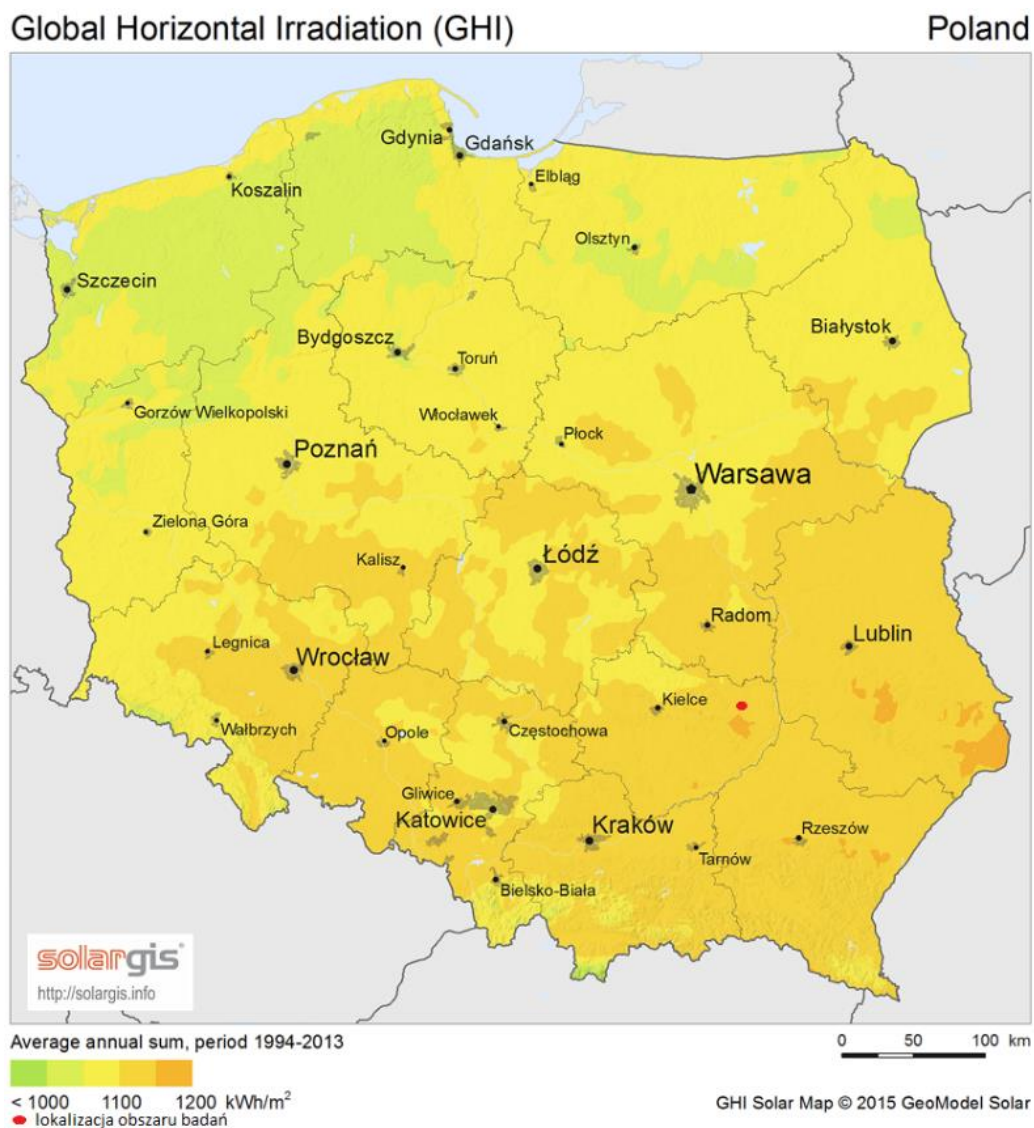 Global Horizontal Irradiation (GHI)
Poland
Gdynia
Gdańsk
Koszalin
Elbląg
Olsztyn
Szczecin
Bydgoszcz
Toruń
Białystok
Gorzów Wielkopolski
Włocławek
Płock
Poznań
Warsawa
Zielona Góra
Kalisz
Łódź
Radom
Legnica
Wrocław
Lublin
Kielce
Wałbrzych
Opole
Częstochowa
Gliwice
Katowice
Kraków
Rzeszów
Tarnów
Bielsko-Biała
solargis
http://solargis.info
Average annual sum, period 1994-2013
0 50 100 km
< 1000 1100 1200 kWh/m²
lokalizacja obszaru badań
GHI Solar Map © 2015 GeoModel Solar